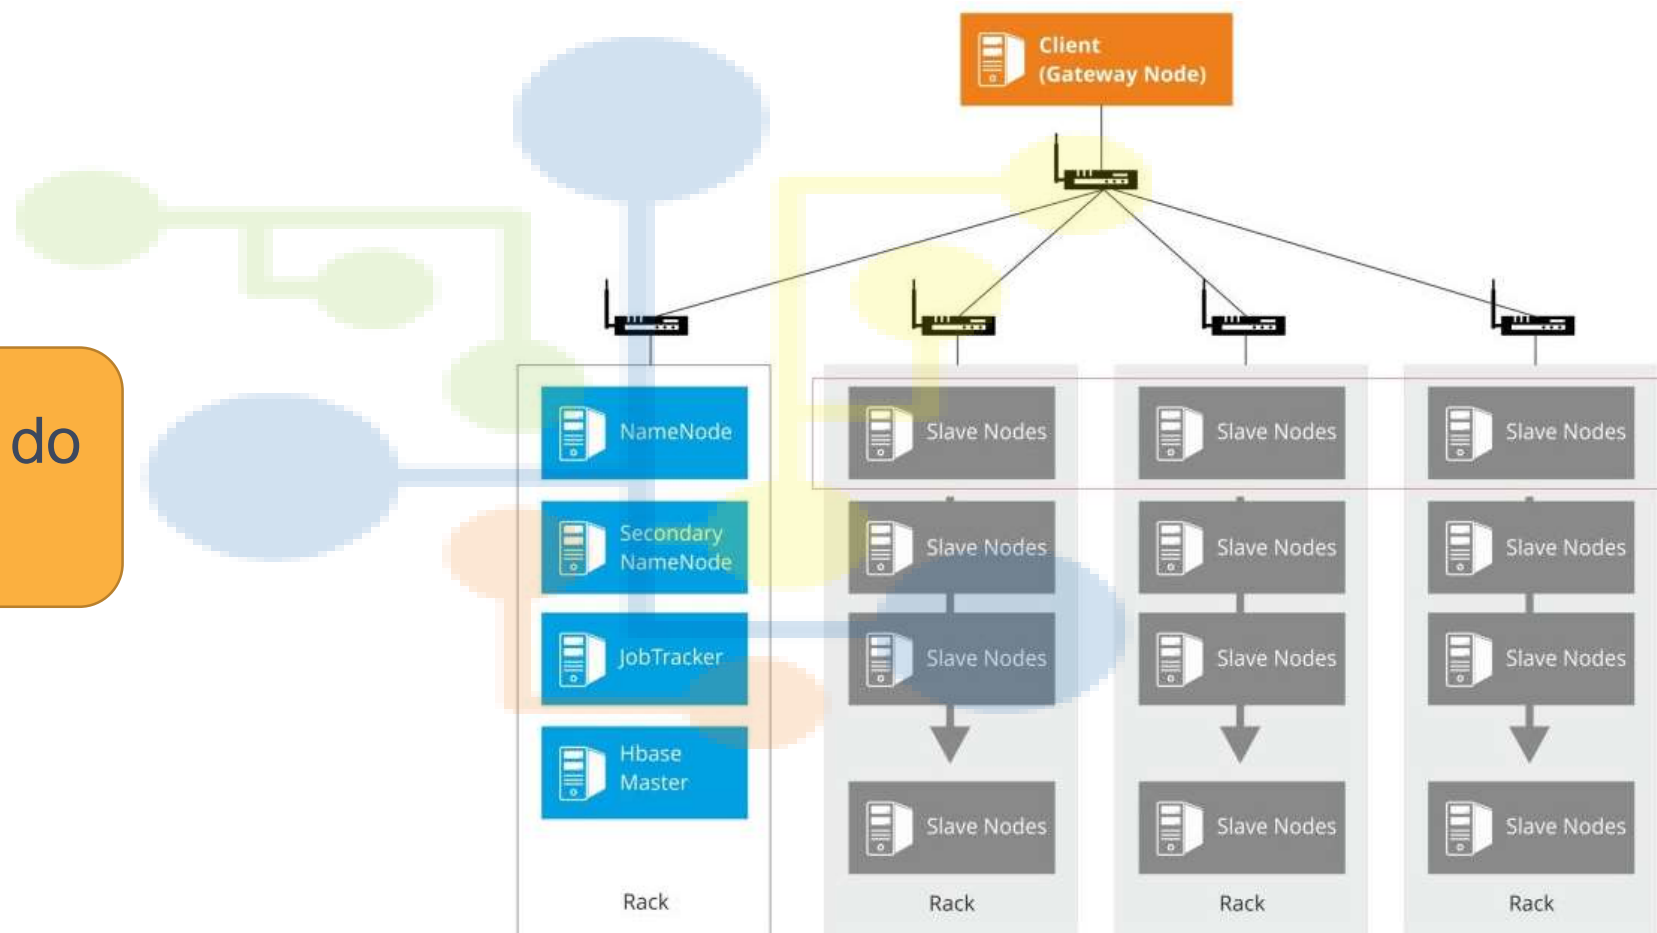 Client
(Gateway Node)
do
NameNode
Secondary
NameNode
JobTracker
Hbase
Master
Rack
Slave Nodes
Slave Nodes
Slave Nodes
Slave Nodes
Rack
Slave Nodes
Slave Nodes
Slave Nodes
Slave Nodes
Rack
Slave Nodes
Slave Nodes
Slave Nodes
Slave Nodes
Rack